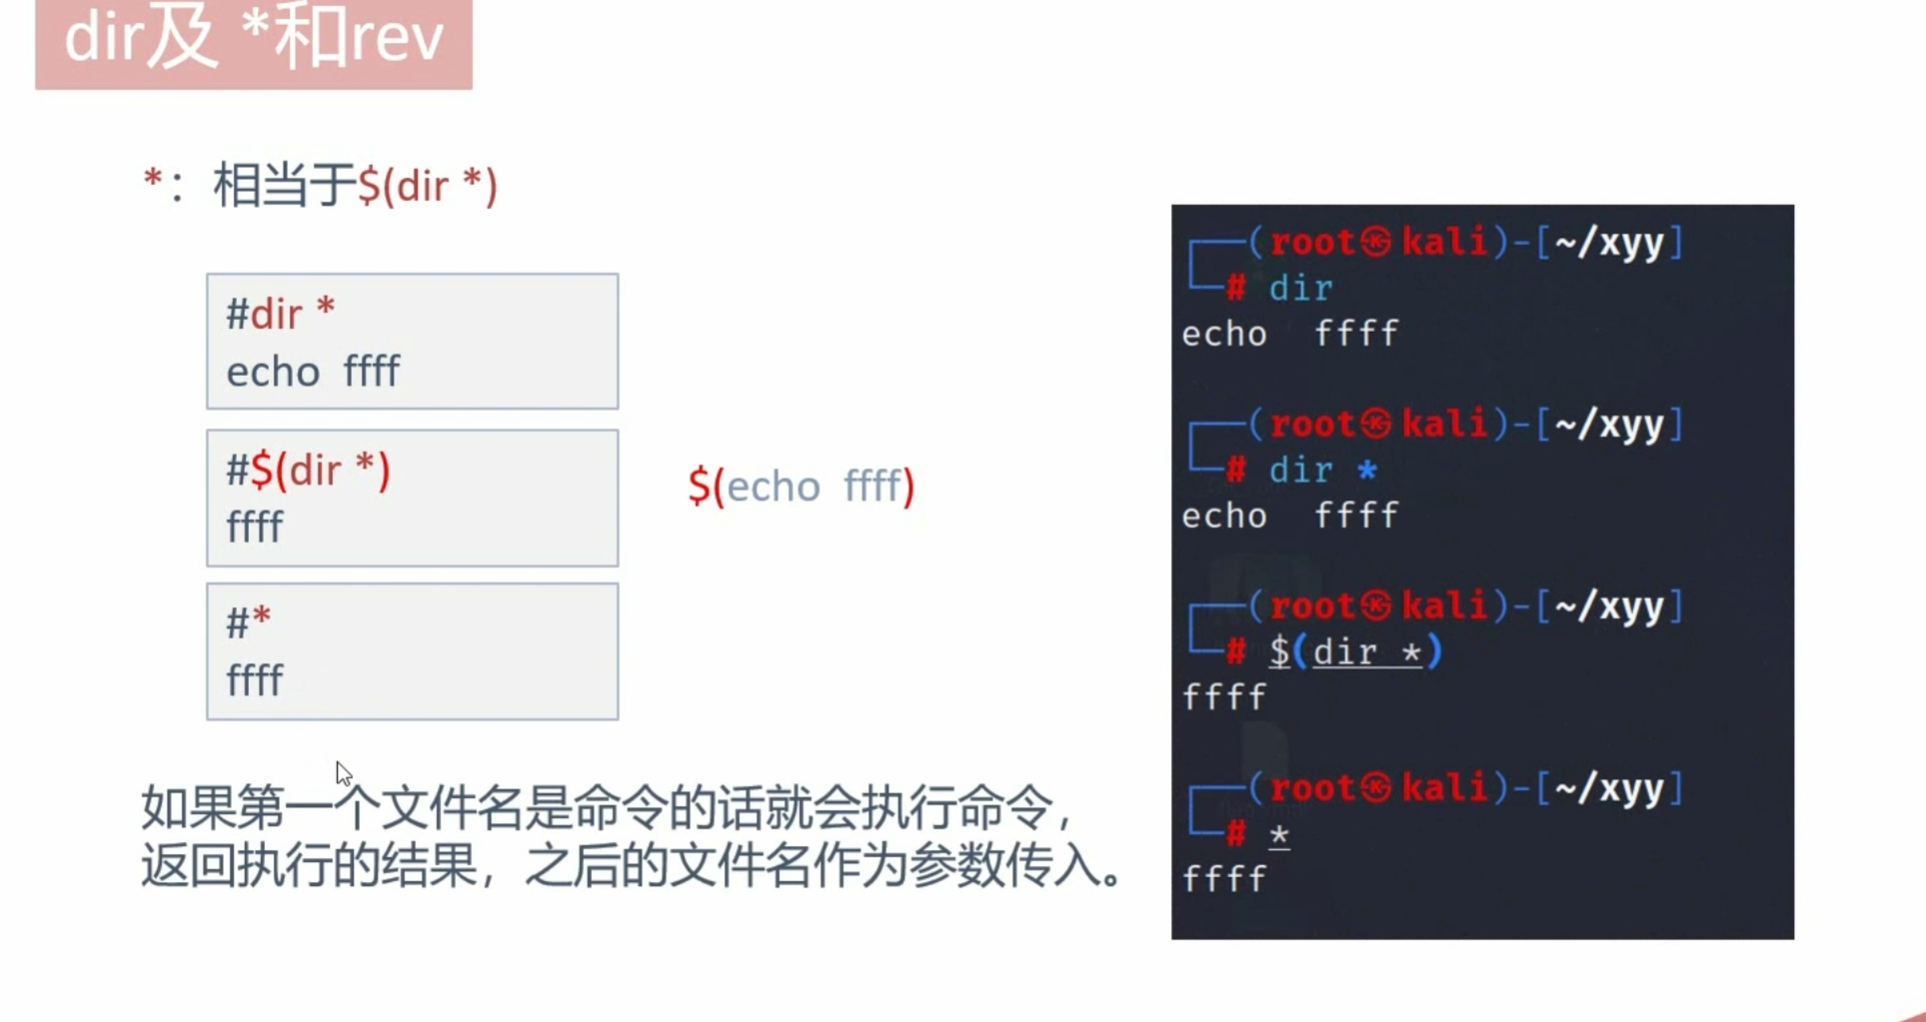 dir及 *和rev
*：相当于$(dir *)
#dir *
echo  ffff
#$(dir *)
ffff
$(echo  ffff)
#*
ffff
如果第一个文件名是命令的话就会执行命令，
返回执行的结果，之后的文件名作为参数传入。
┌──(root㉿kali)-[~/xyy]
└─# dir
echo  ffff
┌──(root㉿kali)-[~/xyy]
└─# dir *
echo  ffff
┌──(root㉿kali)-[~/xyy]
└─# $(dir *)
ffff
┌──(root㉿kali)-[~/xyy]
└─# *
ffff